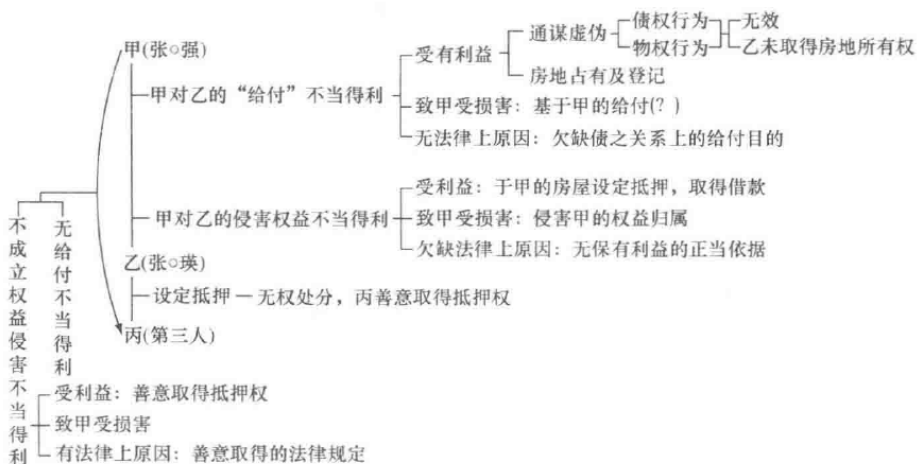 甲(张○强)
甲对乙的“给付”不当得利
受有利益
通谋虚伪
债权行为
物权行为
无效
乙未取得房地所有权
房地占有及登记
致甲受损害：基于甲的给付(?)
无法律上原因：欠缺债之关系上的给付目的
甲对乙的侵害权益不当得利
受利益：于甲的房屋设定抵押，取得借款
致甲受损害：侵害甲的权益归属
欠缺法律上原因：无保有利益的正当依据
乙(张○瑛)
设定抵押
无权处分，丙善意取得抵押权
丙(第三人)
无给付不当得利
不成立权益侵害不当得利
受利益：善意取得抵押权
致甲受损害
有法律上原因：善意取得的法律规定